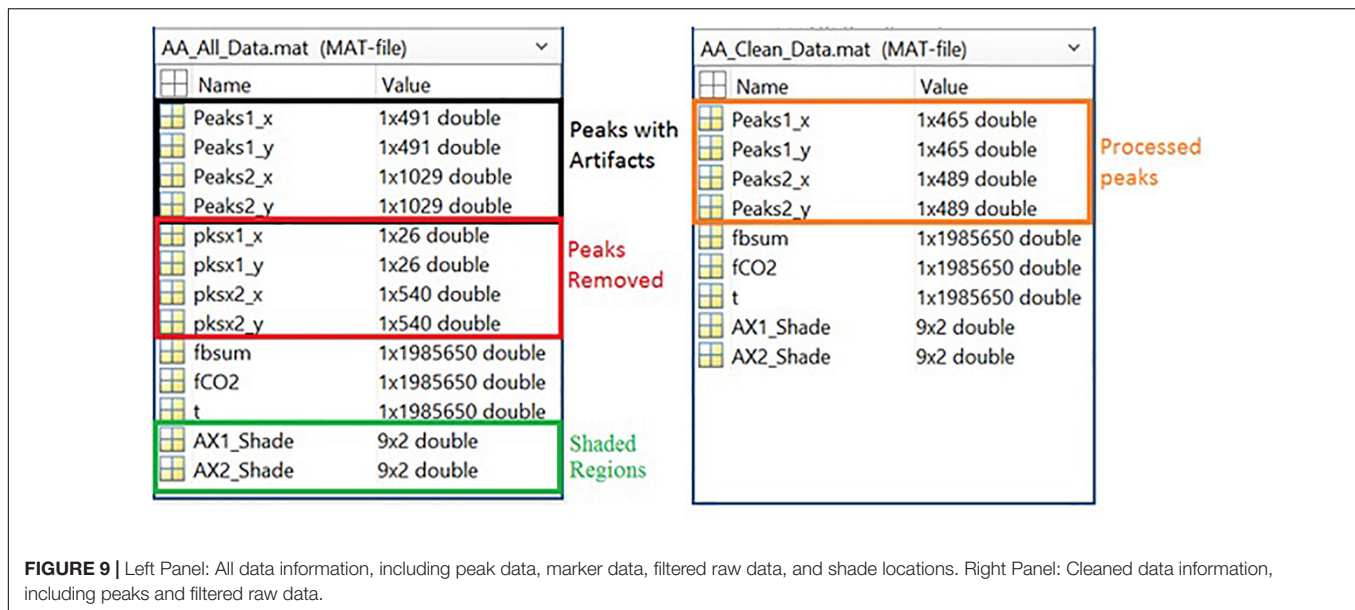 AA_All_Data.mat (MAT-file)
Name Value
Peaks1_x 1x491 double
Peaks1_y 1x491 double
Peaks2_x 1x1029 double
Peaks2_y 1x1029 double
Peaks with
Artifacts
pksx1_x 1x26 double
pksx1_y 1x26 double
pksx2_x 1x540 double
pksx2_y 1x540 double
Peaks
Removed
fbsum 1x1985650 double
fCO2 1x1985650 double
t 1x1985650 double
AX1_Shade 9x2 double
AX2_Shade 9x2 double
Shaded
Regions
AA_Clean_Data.mat (MAT-file)
Name Value
Peaks1_x 1x465 double
Peaks1_y 1x465 double
Peaks2_x 1x489 double
Peaks2_y 1x489 double
Processed
peaks
fbsum 1x1985650 double
fCO2 1x1985650 double
t 1x1985650 double
AX1_Shade 9x2 double
AX2_Shade 9x2 double
FIGURE 9 | Left Panel: All data information, including peak data, marker data, filtered raw data, and shade locations. Right Panel: Cleaned data information,
including peaks and filtered raw data.